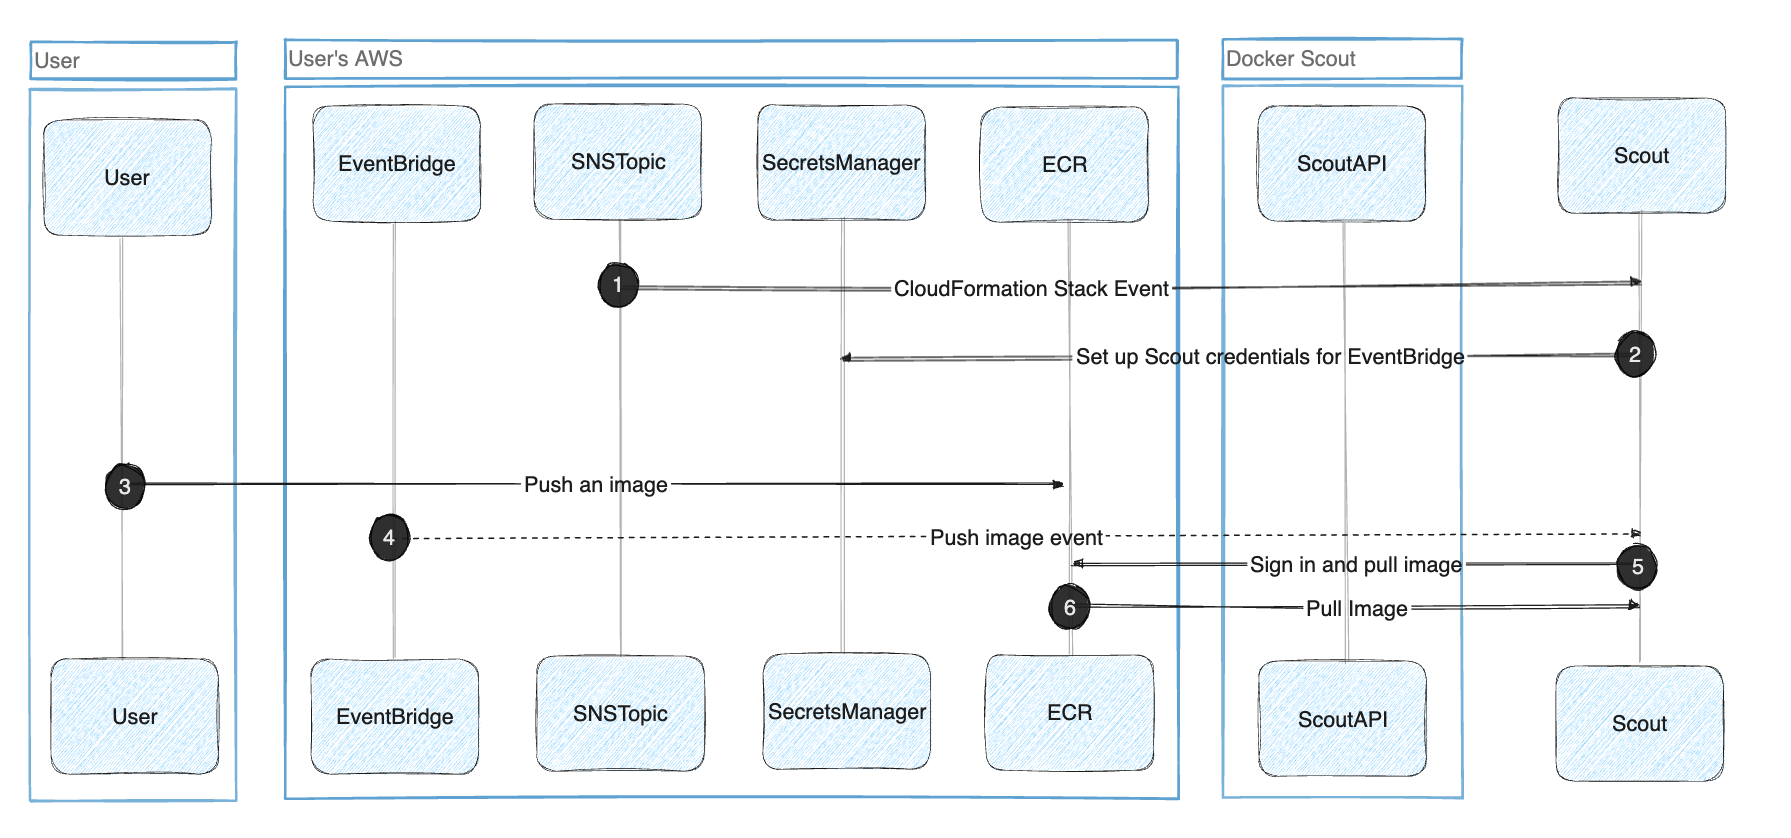 User
User's AWS
Docker Scout
User
EventBridge
SNSTopic
SecretsManager
ECR
ScoutAPI
Scout
1
CloudFormation Stack Event
Set up Scout credentials for EventBridge
2
3
Push an image
4
Push image event
Sign in and pull image
5
6
Pull Image
User
EventBridge
SNSTopic
SecretsManager
ECR
ScoutAPI
Scout